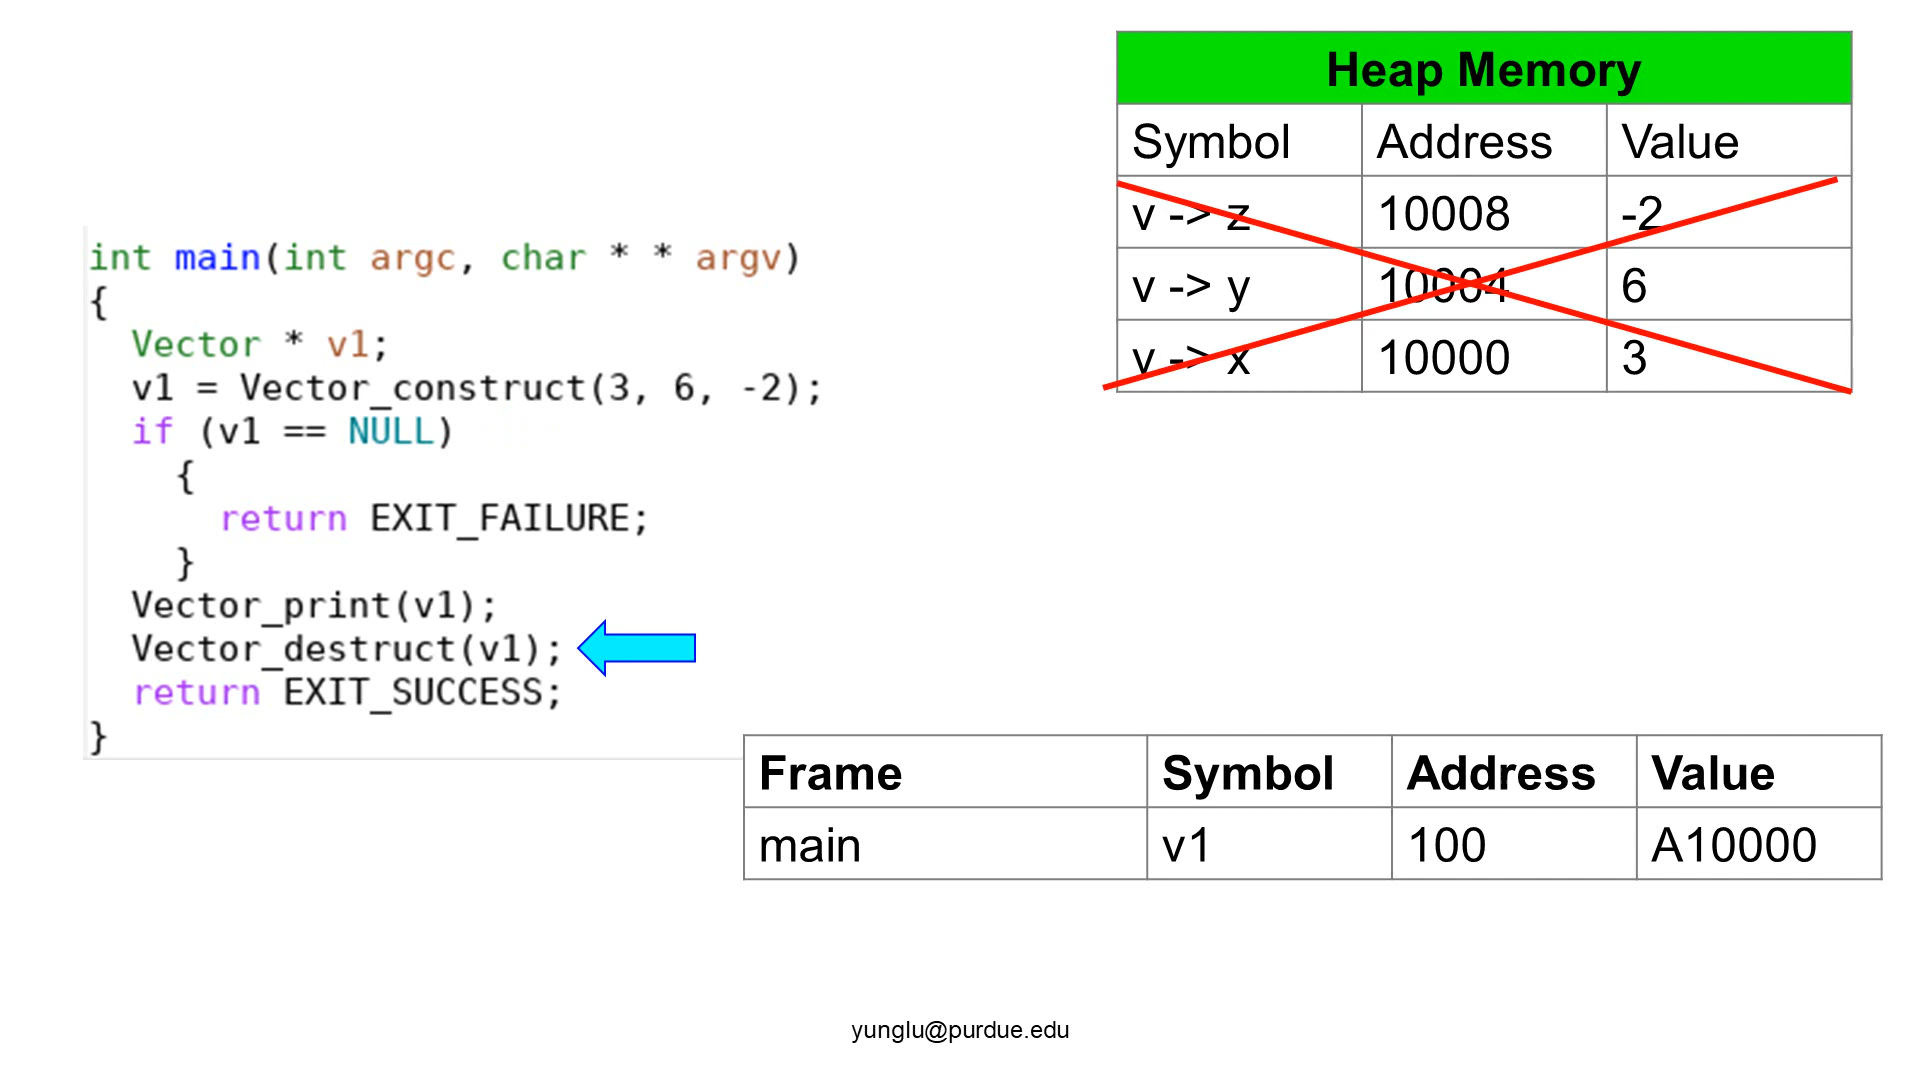 Heap Memory
Symbol Address Value
v -> z 10008 -2
v -> y 10004 6
v -> x 10000 3
int main(int argc, char * * argv)
{
  Vector * v1;
  v1 = Vector_construct(3, 6, -2);
  if (v1 == NULL)
    {
      return EXIT_FAILURE;
    }
  Vector_print(v1);
  Vector_destruct(v1);
  return EXIT_SUCCESS;
}
Frame Symbol Address Value
main v1 100 A10000
yunglu@purdue.edu